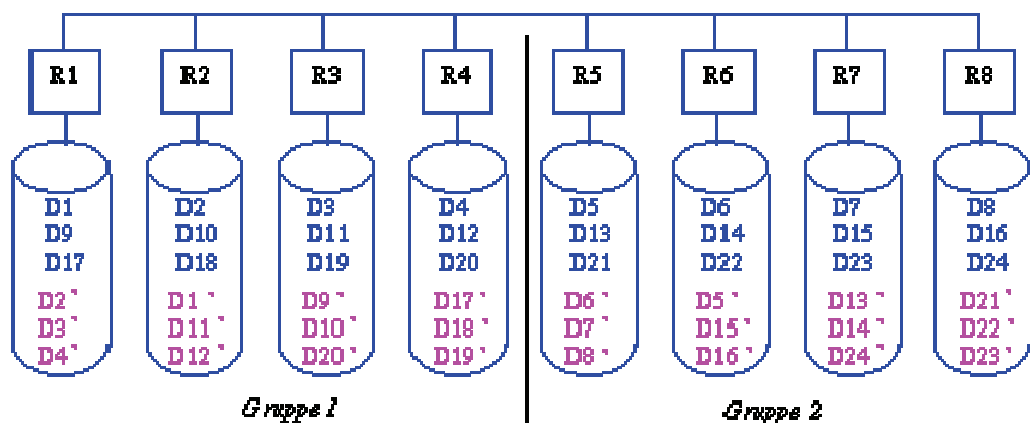 R1 R2 R3 R4 R5 R6 R7 R8
D1 D2 D3 D4 D5 D6 D7 D8
D9 D10 D11 D12 D13 D14 D15 D16
D17 D18 D19 D20 D21 D22 D23 D24
D2` D1` D9` D17` D6` D5` D13` D21`
D3` D11` D10` D18` D7` D15` D14` D22`
D4` D12` D20` D19` D8` D16` D24` D23`
Gruppe 1 Gruppe 2